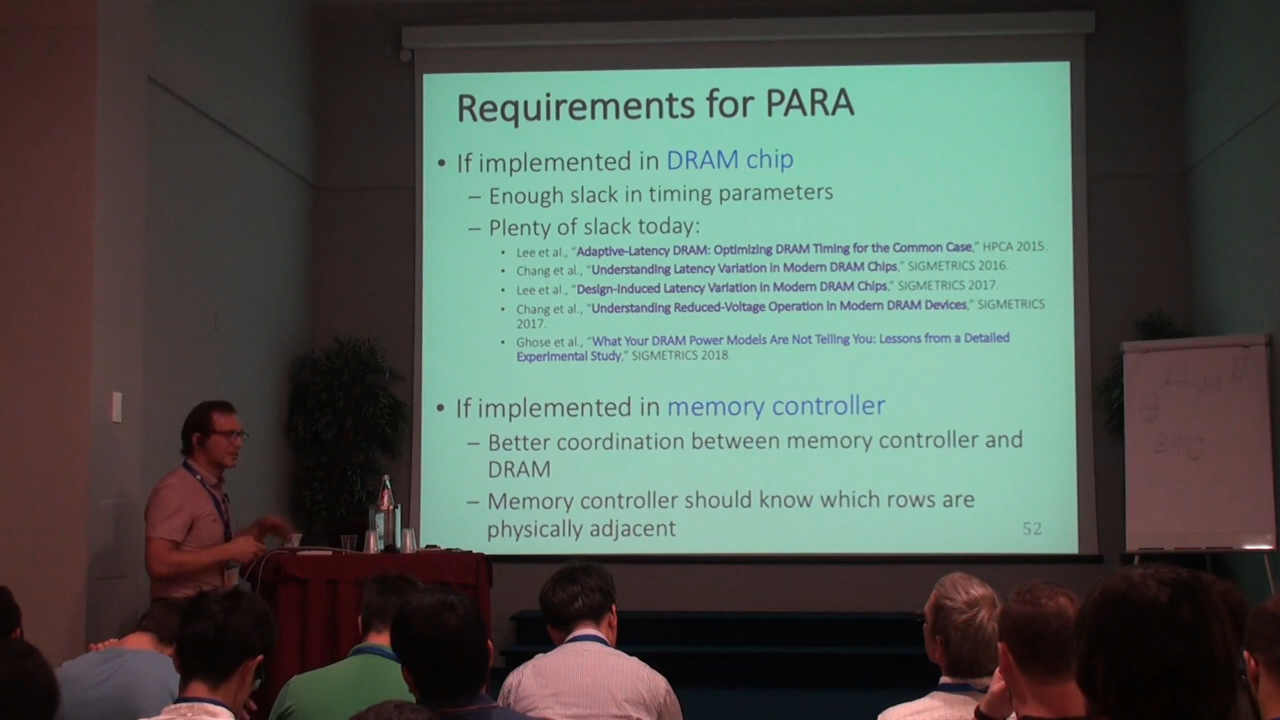 Requirements for PARA
• If implemented in DRAM chip
– Enough slack in timing parameters
– Plenty of slack today:
• Lee et al., “Adaptive-Latency DRAM: Optimizing DRAM Timing for the Common Case,” HPCA 2015.
• Chang et al., “Understanding Latency Variation in Modern DRAM Chips,” SIGMETRICS 2016.
• Lee et al., “Design-Induced Latency Variation in Modern DRAM Chips,” SIGMETRICS 2017.
• Chang et al., “Understanding Reduced-Voltage Operation in Modern DRAM Devices,” SIGMETRICS
2017.
• Ghose et al., “What Your DRAM Power Models Are Not Telling You: Lessons from a Detailed
Experimental Study,” SIGMETRICS 2018.
• If implemented in memory controller
– Better coordination between memory controller and
DRAM
– Memory controller should know which rows are
physically adjacent
52